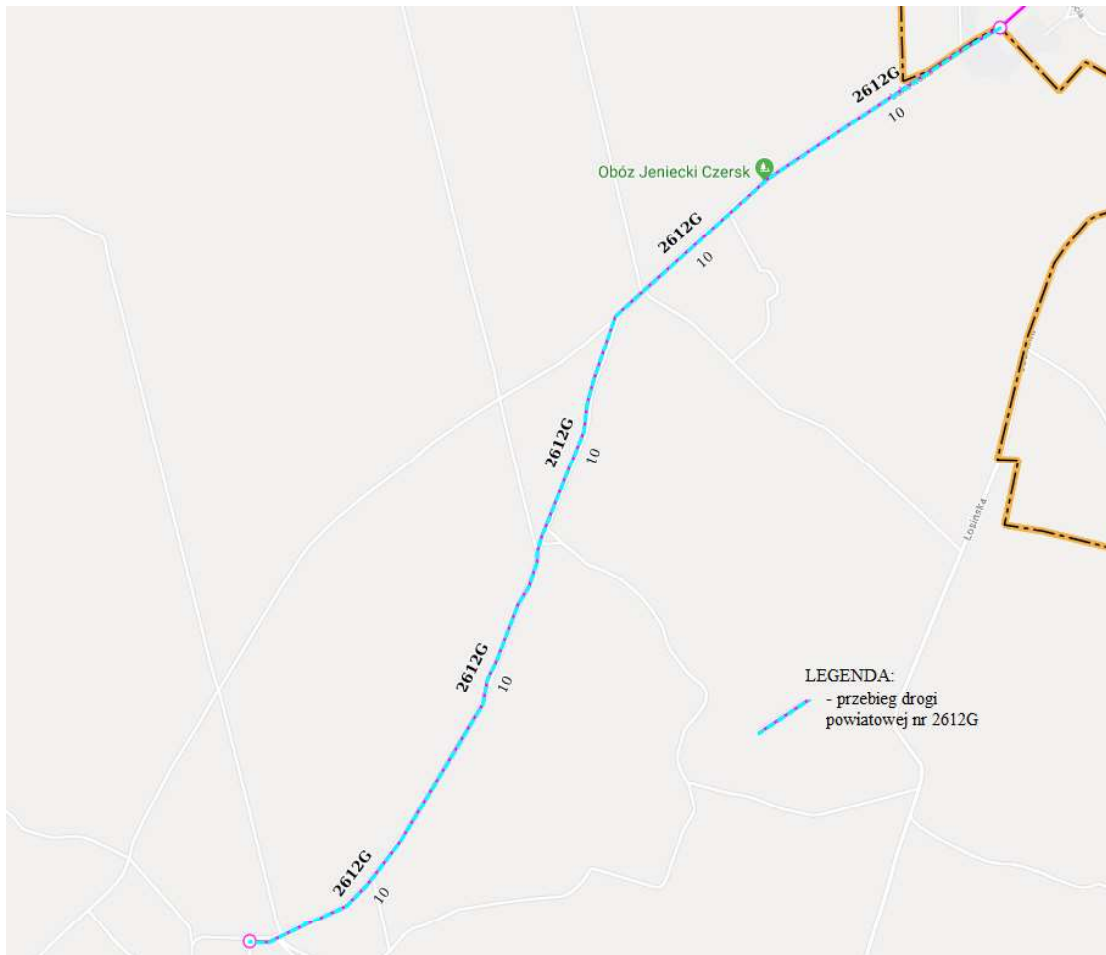 2612G
10
Obóz Jeniecki Czersk
2612G
10
2612G
10
Łosińska
2612G
10
LEGENDA:
- przebieg drogi
powiatowej nr 2612G
2612G
10